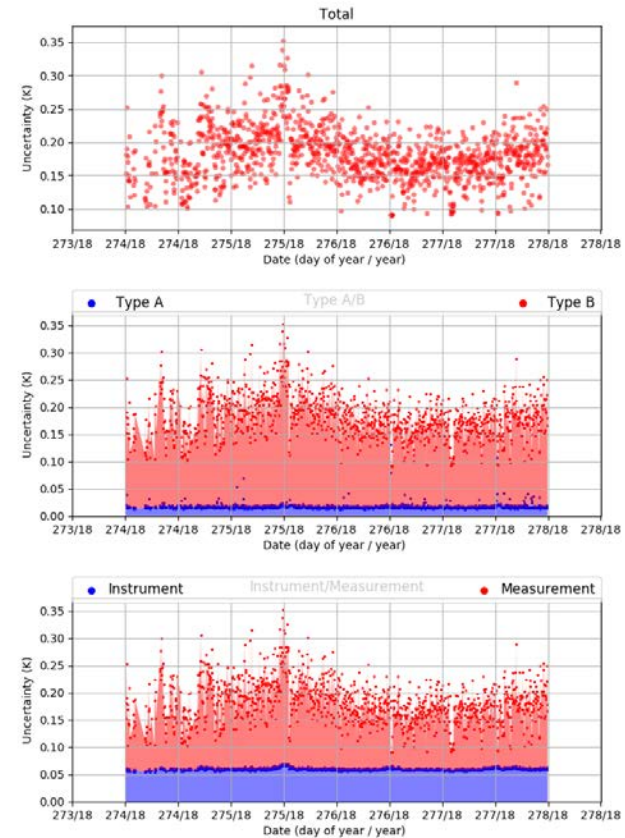 Total
Uncertainty (K)
0.35
0.30
0.25
0.20
0.15
0.10
273/18 274/18 274/18 275/18 275/18 276/18 276/18 277/18 277/18 278/18 278/18
Date (day of year / year)
Type A Type A/B Type B
Uncertainty (K)
0.35
0.30
0.25
0.20
0.15
0.10
0.05
0.00
273/18 274/18 274/18 275/18 275/18 276/18 276/18 277/18 277/18 278/18 278/18
Date (day of year / year)
Instrument Instrument/Measurement Measurement
Uncertainty (K)
0.35
0.30
0.25
0.20
0.15
0.10
0.05
0.00
273/18 274/18 274/18 275/18 275/18 276/18 276/18 277/18 277/18 278/18 278/18
Date (day of year / year)